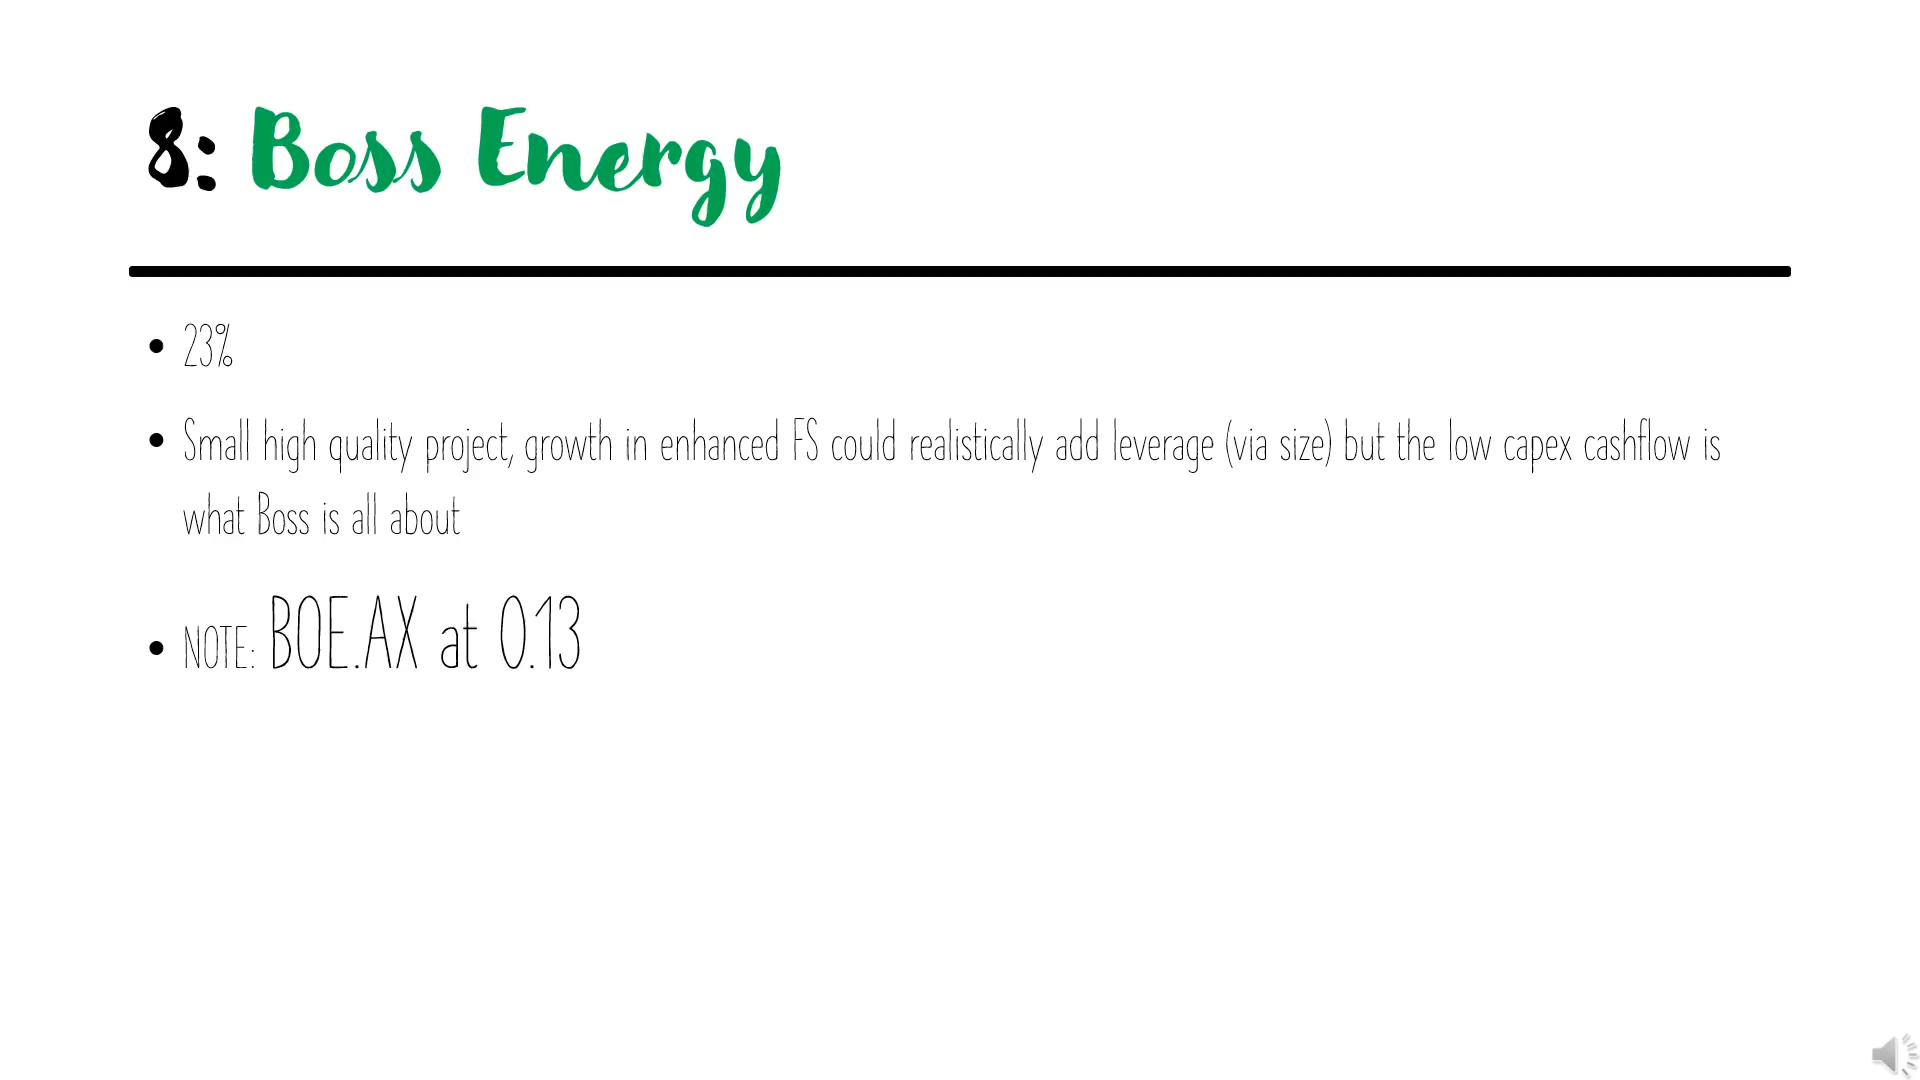 8: Boss Energy
• 23%
• Small high quality project, growth in enhanced FS could realistically add leverage (via size) but the low capex cashflow is
what Boss is all about
• NOTE: BOE.AX at 0.13